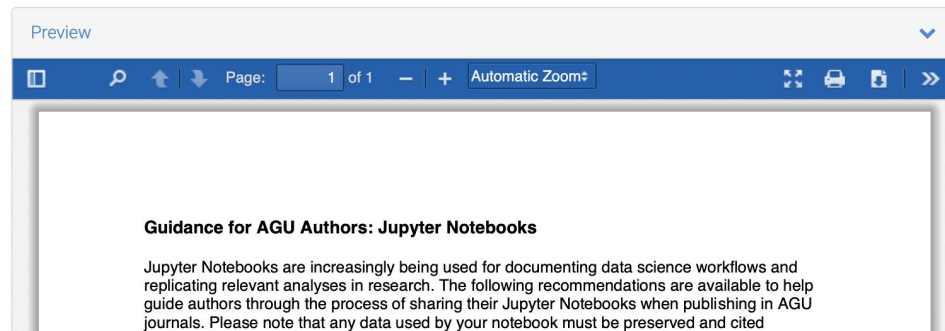 Preview
Page: 1 of 1 Automatic Zoom
Guidance for AGU Authors: Jupyter Notebooks
Jupyter Notebooks are increasingly being used for documenting data science workflows and
replicating relevant analyses in research. The following recommendations are available to help
guide authors through the process of sharing their Jupyter Notebooks when publishing in AGU
journals. Please note that any data used by your notebook must be preserved and cited